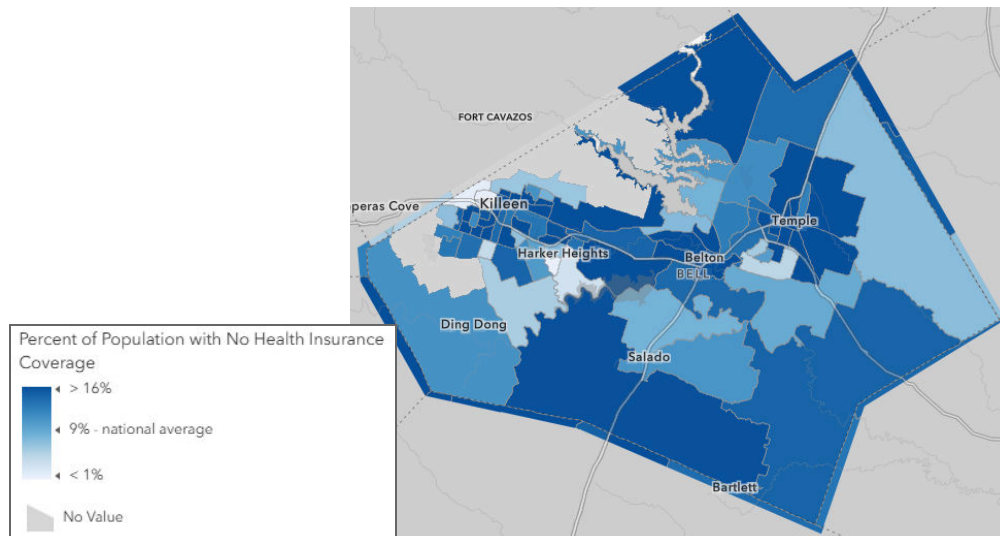 FORT CAVAZOS
peras Cove
Killeen
Temple
Harker Heights
Belton
BELL
Ding Dong
Salado
Bartlett
Percent of Population with No Health Insurance
Coverage
> 16%
9% - national average
< 1%
No Value